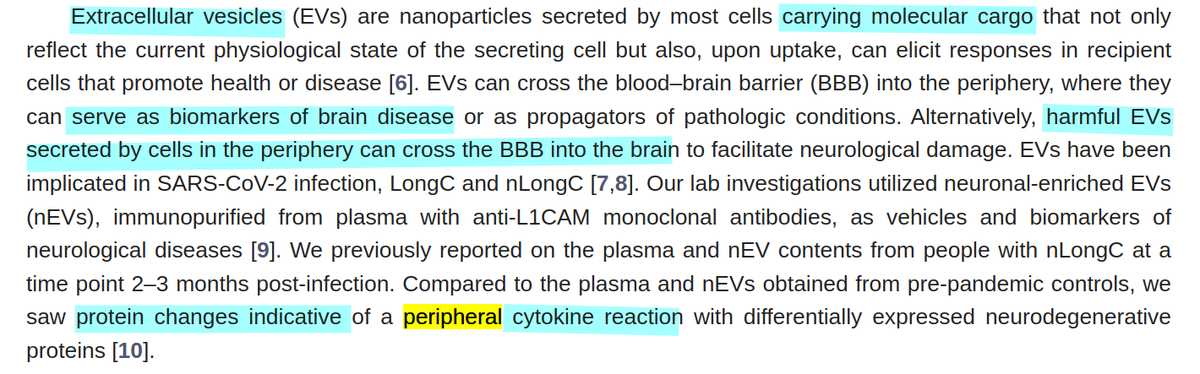 Extracellular vesicles (EVs) are nanoparticles secreted by most cells carrying molecular cargo that not only
reflect the current physiological state of the secreting cell but also, upon uptake, can elicit responses in recipient
cells that promote health or disease [6]. EVs can cross the blood–brain barrier (BBB) into the periphery, where they
can serve as biomarkers of brain disease or as propagators of pathologic conditions. Alternatively, harmful EVs
secreted by cells in the periphery can cross the BBB into the brain to facilitate neurological damage. EVs have been
implicated in SARS-CoV-2 infection, LongC and nLongC [7,8]. Our lab investigations utilized neuronal-enriched EVs
(nEVs), immunopurified from plasma with anti-L1CAM monoclonal antibodies, as vehicles and biomarkers of
neurological diseases [9]. We previously reported on the plasma and nEV contents from people with nLongC at a
time point 2–3 months post-infection. Compared to the plasma and nEVs obtained from pre-pandemic controls, we
saw protein changes indicative of a peripheral cytokine reaction with differentially expressed neurodegenerative
proteins [10].